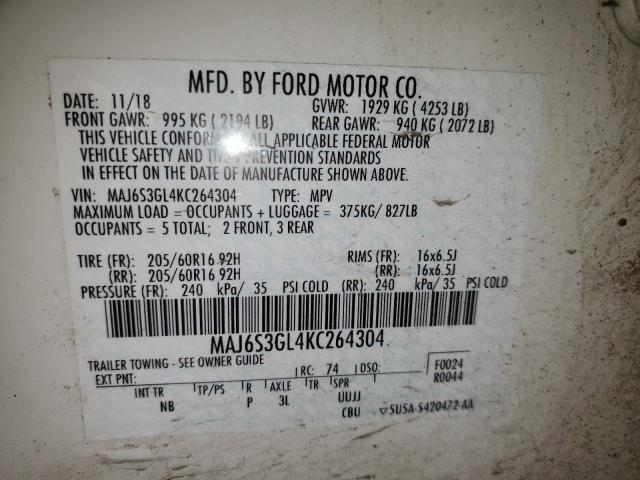 MFD. BY FORD MOTOR CO.
DATE: 11/18 GVWR: 1929 KG ( 4253 LB)
FRONT GAWR: 995 KG ( 2194 LB) REAR GAWR: 940 KG ( 2072 LB)
THIS VEHICLE CONFORMS ALL APPLICABLE FEDERAL MOTOR
VEHICLE SAFETY AND PREVENTION STANDARDS
IN EFFECT ON THE DATE OF MANUFACTURE SHOWN ABOVE.
VIN: MAJ6S3GL4KC264304 TYPE: MPV
MAXIMUM LOAD = OCCUPANTS + LUGGAGE = 375KG/ 827LB
OCCUPANTS = 5 TOTAL; 2 FRONT, 3 REAR
TIRE (FR): 205/60R16 92H RIMS (FR): 16x6.5J
(RR): 205/60R16 92H (RR): 16x6.5J
PRESSURE (FR): 240 kPa/ 35 PSI COLD (RR): 240 kPa/ 35 PSI COLD
MAJ6S3GL4KC264304
TRAILER TOWING - SEE OWNER GUIDE
EXT PNT: RC: 74 DSO: F0024
R0044
INT TR TP/PS R AXLE TR SPR
NB P 3L UUJJ
CBU 5U5A-S420472-AA